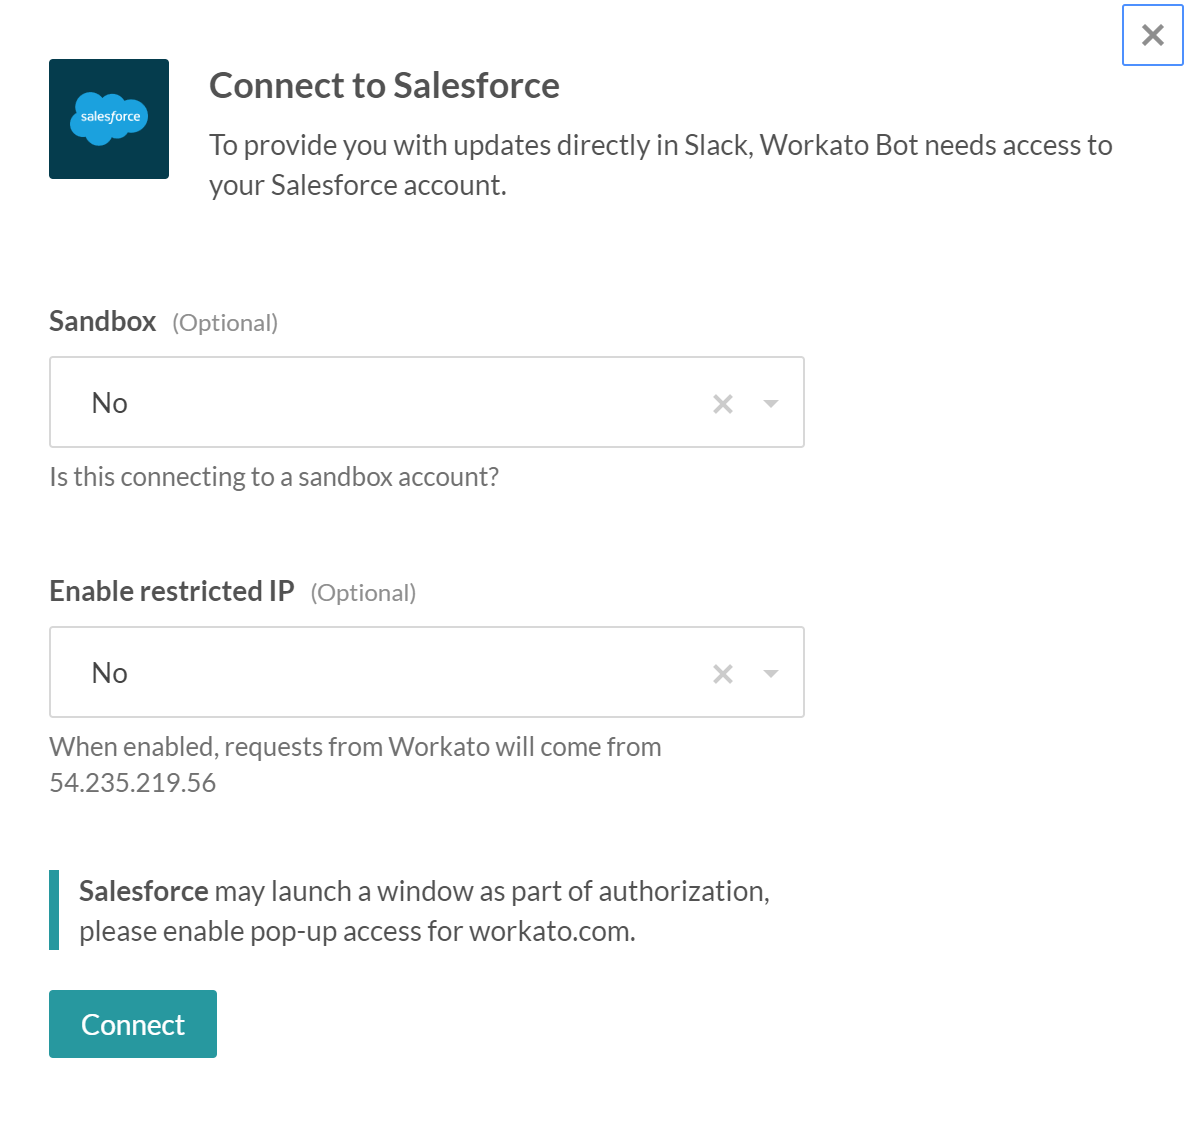 salesforce
Connect to Salesforce
To provide you with updates directly in Slack, Workato Bot needs access to
your Salesforce account.
Sandbox (Optional)
No
Is this connecting to a sandbox account?
Enable restricted IP (Optional)
No
When enabled, requests from Workato will come from
54.235.219.56
Salesforce may launch a window as part of authorization,
please enable pop-up access for workato.com.
Connect